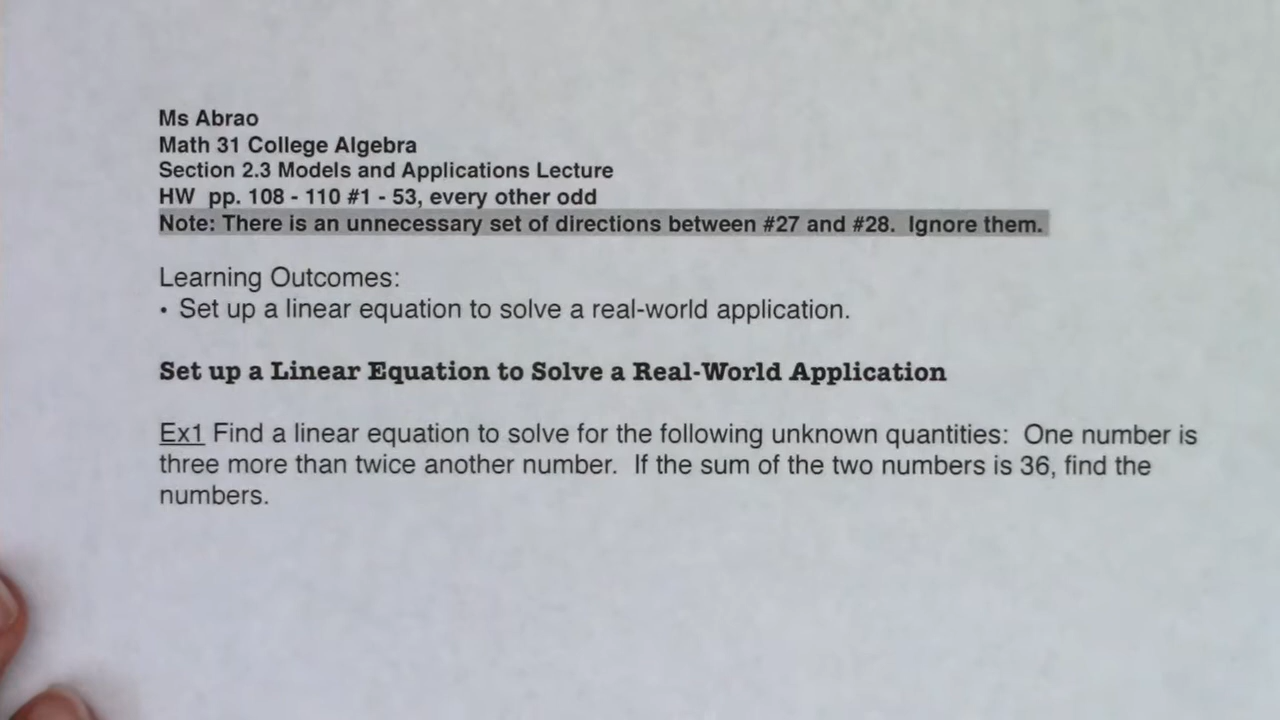 Ms Abrao
Math 31 College Algebra
Section 2.3 Models and Applications Lecture
HW pp. 108 - 110 #1 - 53, every other odd
Note: There is an unnecessary set of directions between #27 and #28. Ignore them.
Learning Outcomes:
• Set up a linear equation to solve a real-world application.
Set up a Linear Equation to Solve a Real-World Application
Ex1 Find a linear equation to solve for the following unknown quantities: One number is
three more than twice another number. If the sum of the two numbers is 36, find the
numbers.